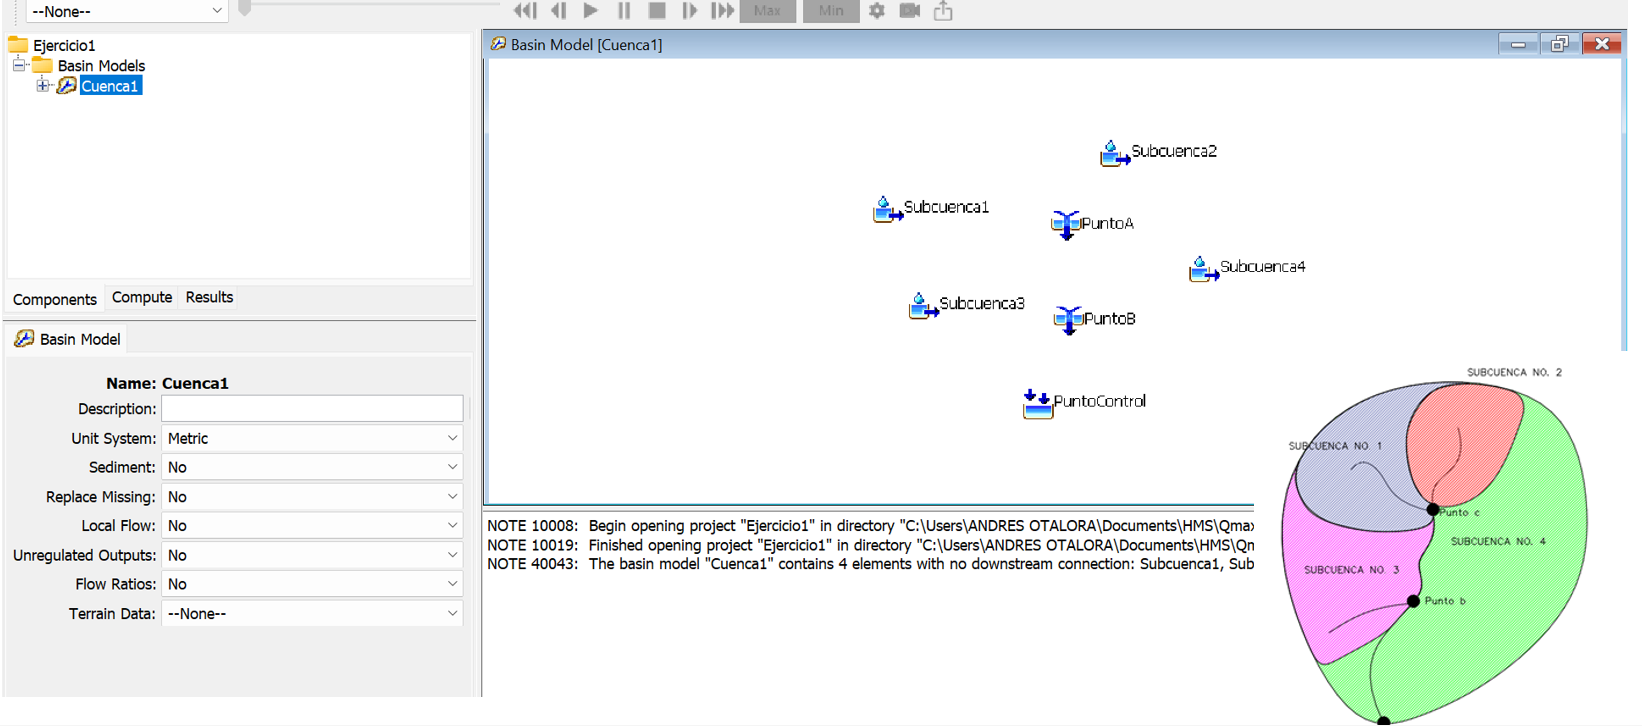 --None--
Max
Min
Ejercicio1
Basin Models
Cuenca1
Components
Compute
Results
Basin Model
Name: Cuenca1
Description:
Unit System: Metric
Sediment: No
Replace Missing: No
Local Flow: No
Unregulated Outputs: No
Flow Ratios: No
Terrain Data: --None--
Basin Model [Cuenca1]
Subcuenca2
Subcuenca1
PuntoA
Subcuenca4
Subcuenca3
PuntoB
PuntoControl
NOTE 10008: Begin opening project "Ejercicio1" in directory "C:\Users\ANDRES OTALORA\Documents\HMS\Qmax
NOTE 10019: Finished opening project "Ejercicio1" in directory "C:\Users\ANDRES OTALORA\Documents\HMS\Qm
NOTE 40043: The basin model "Cuenca1" contains 4 elements with no downstream connection: Subcuenca1, Sub
SUBCUENCA NO. 2
SUBCUENCA NO. 1
Punto c
SUBCUENCA NO. 4
SUBCUENCA NO. 3
Punto b